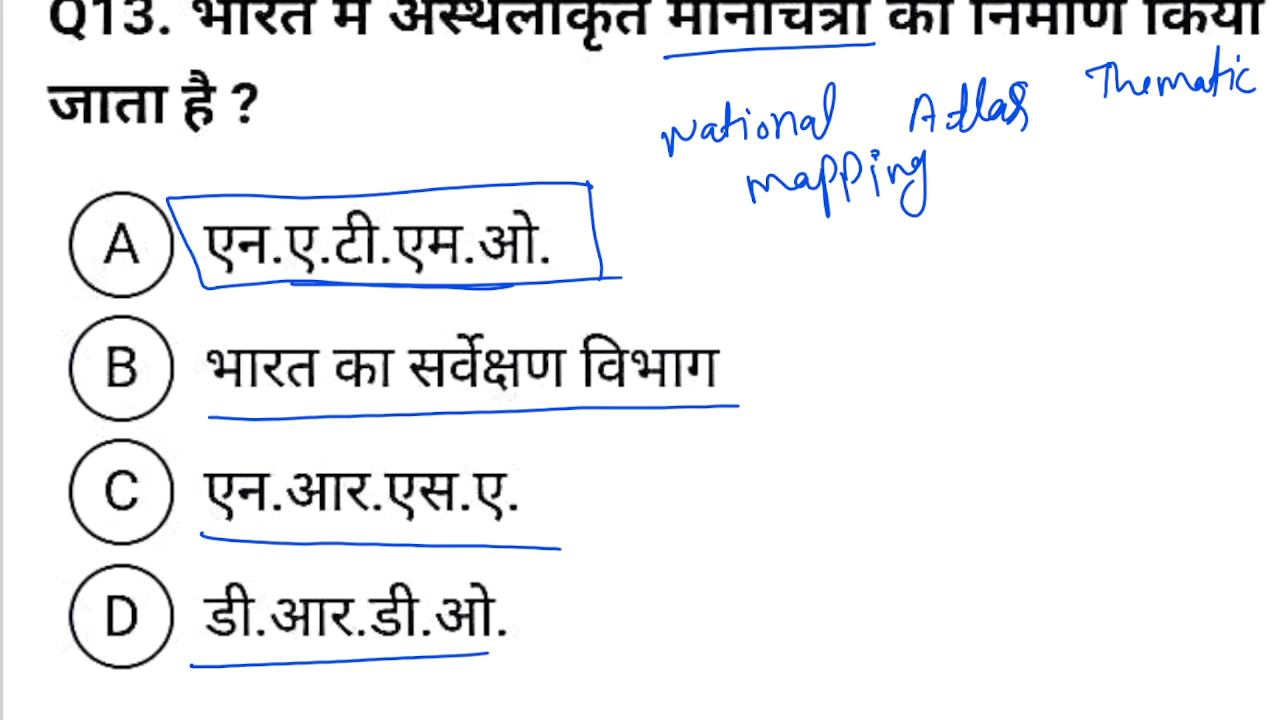 Q13. भारत में अस्थलाकृत मानचित्रों का निर्माण किया
जाता है ?
National Atlas Thematic
mapping
A एन.ए.टी.एम.ओ.
B भारत का सर्वेक्षण विभाग
C एन.आर.एस.ए.
D डी.आर.डी.ओ.